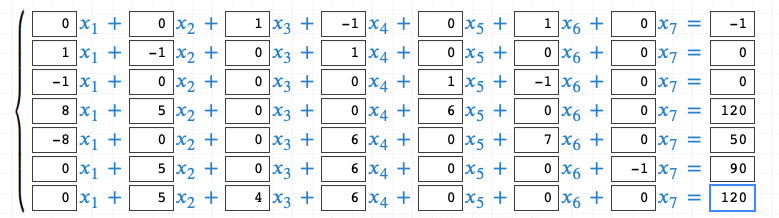 0 x₁ + 0 x₂ + 1 x₃ + -1 x₄ + 0 x₅ + 1 x₆ + 0 x₇ = -1
1 x₁ + -1 x₂ + 0 x₃ + 1 x₄ + 0 x₅ + 0 x₆ + 0 x₇ = 0
-1 x₁ + 0 x₂ + 0 x₃ + 0 x₄ + 1 x₅ + -1 x₆ + 0 x₇ = 0
8 x₁ + 5 x₂ + 0 x₃ + 0 x₄ + 6 x₅ + 0 x₆ + 0 x₇ = 120
-8 x₁ + 0 x₂ + 0 x₃ + 6 x₄ + 0 x₅ + 7 x₆ + 0 x₇ = 50
0 x₁ + 5 x₂ + 0 x₃ + 6 x₄ + 0 x₅ + 0 x₆ + -1 x₇ = 90
0 x₁ + 5 x₂ + 4 x₃ + 6 x₄ + 0 x₅ + 0 x₆ + 0 x₇ = 120